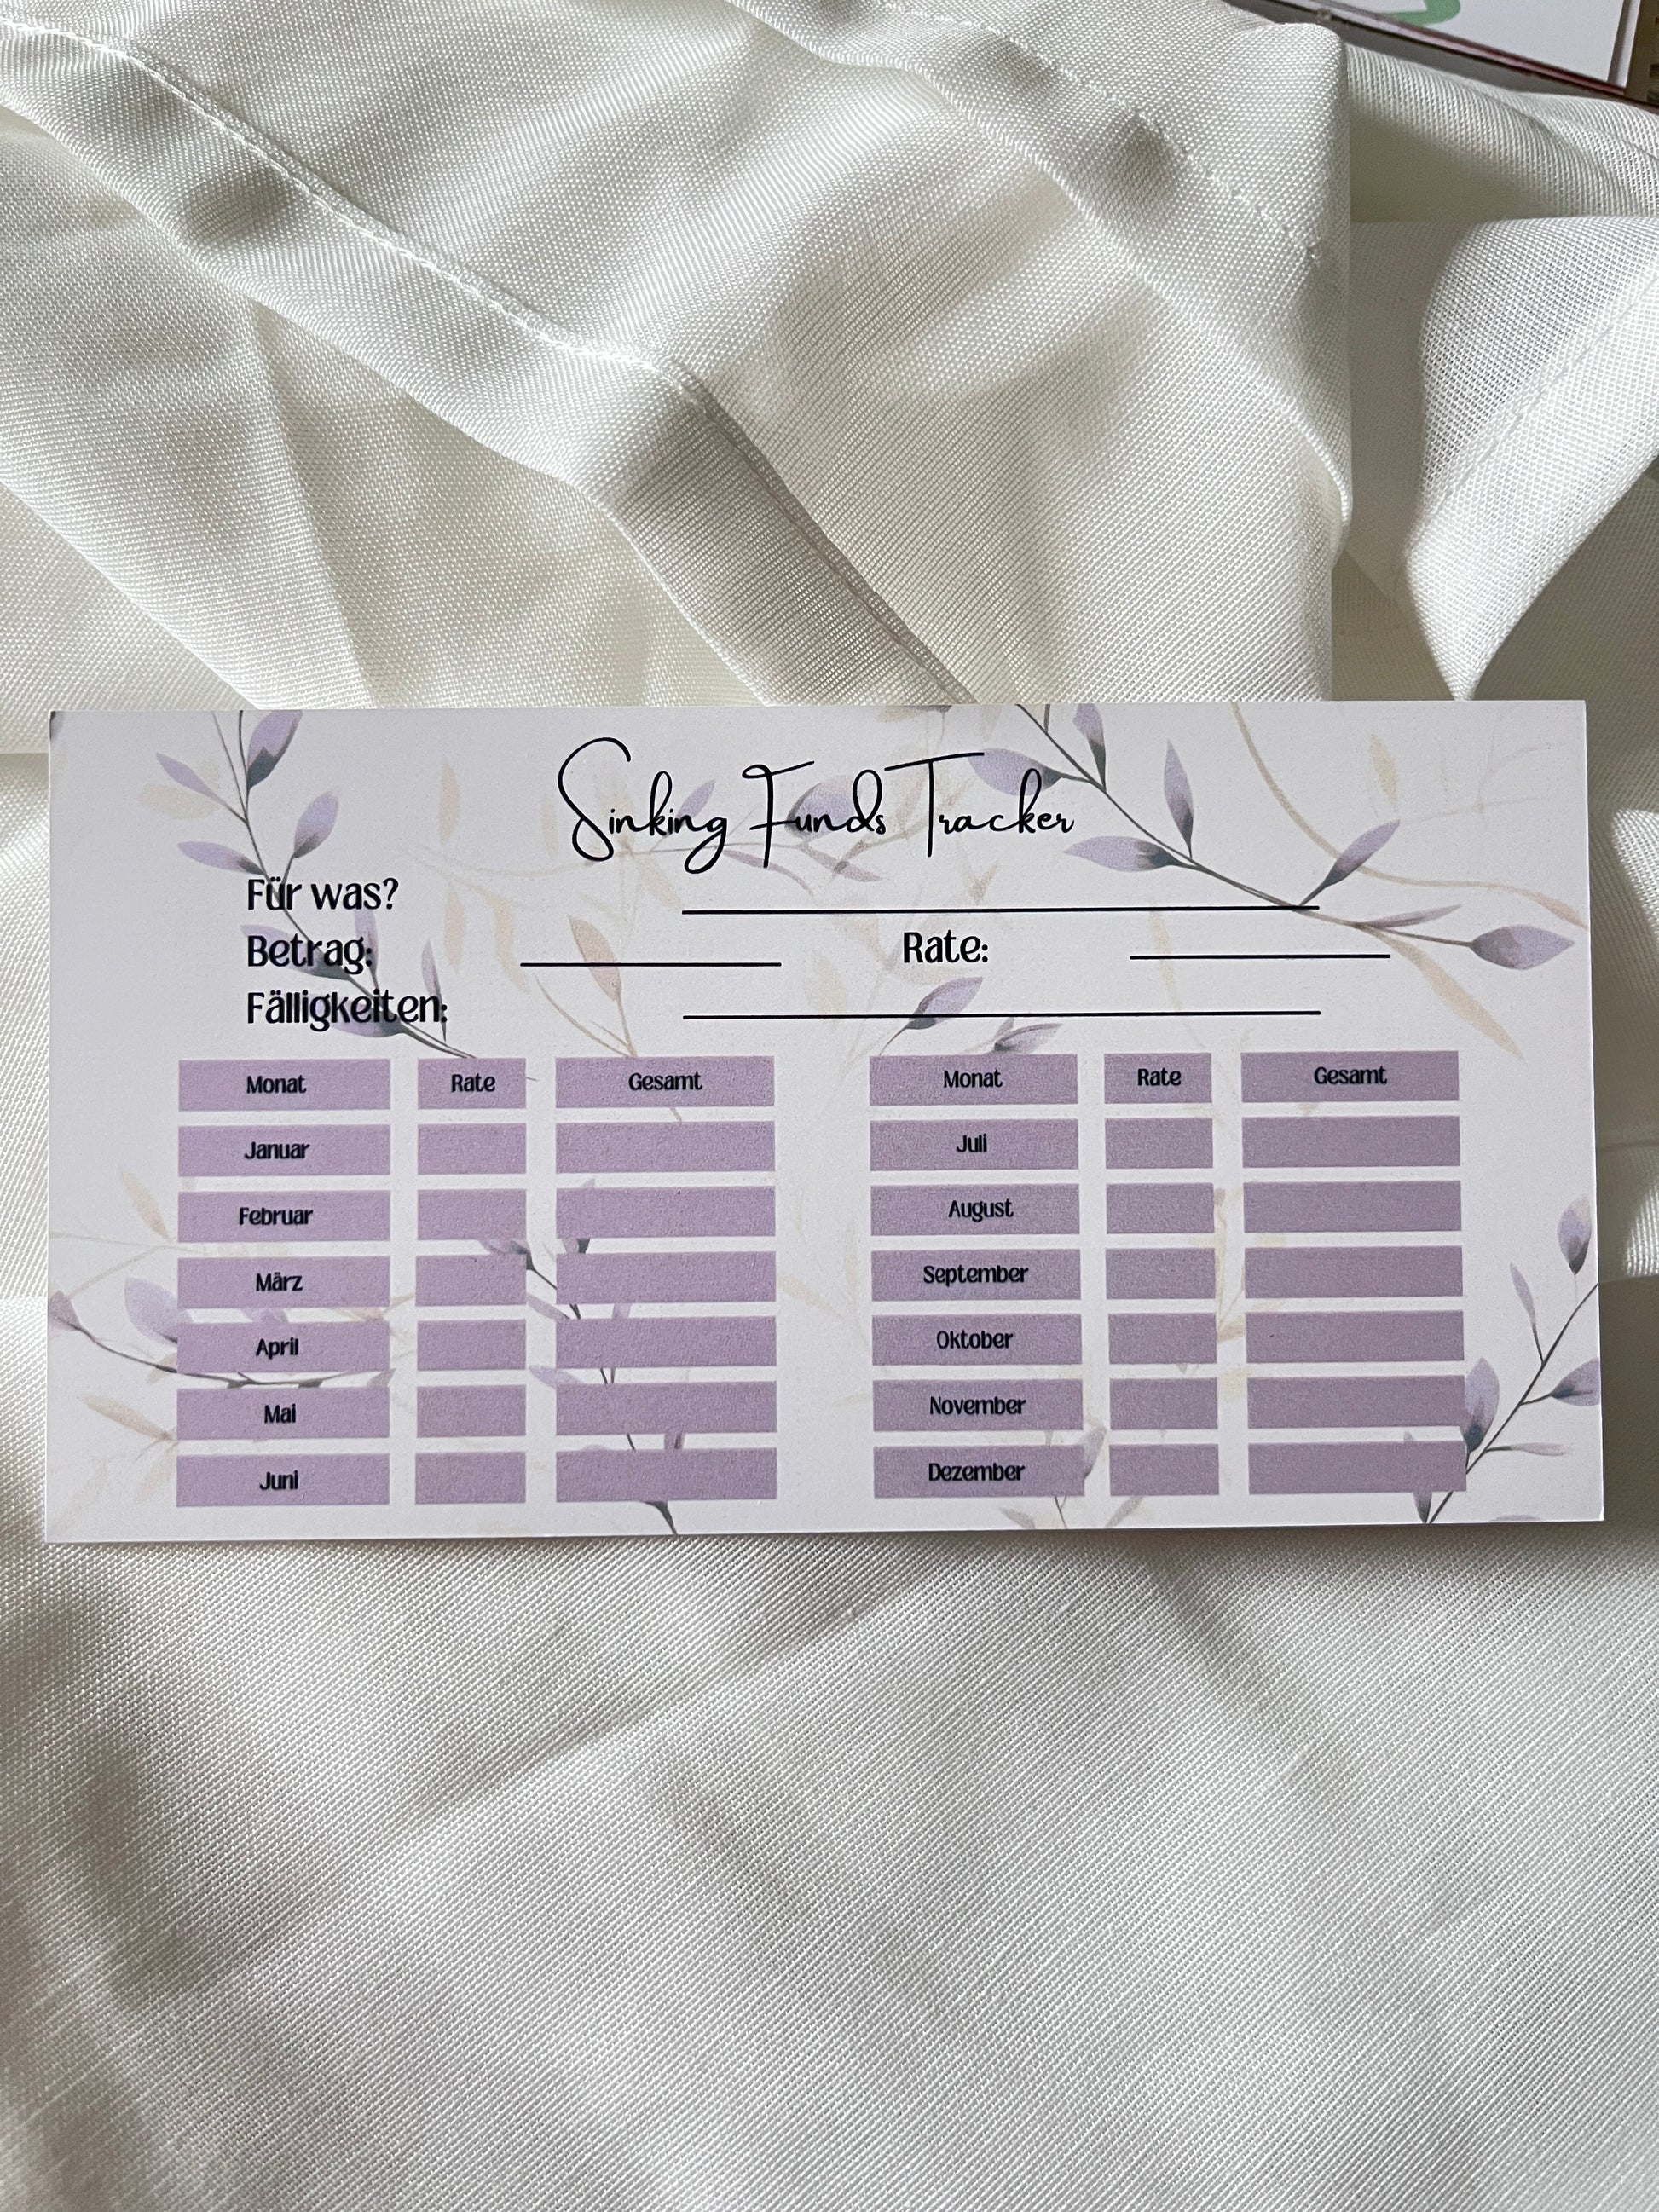 Sinking Funds Tracker
Für was?
Betrag: Rate:
Fälligkeiten:
Monat Rate Gesamt Monat Rate Gesamt
Januar Juli
Februar August
März September
April Oktober
Mai November
Juni Dezember